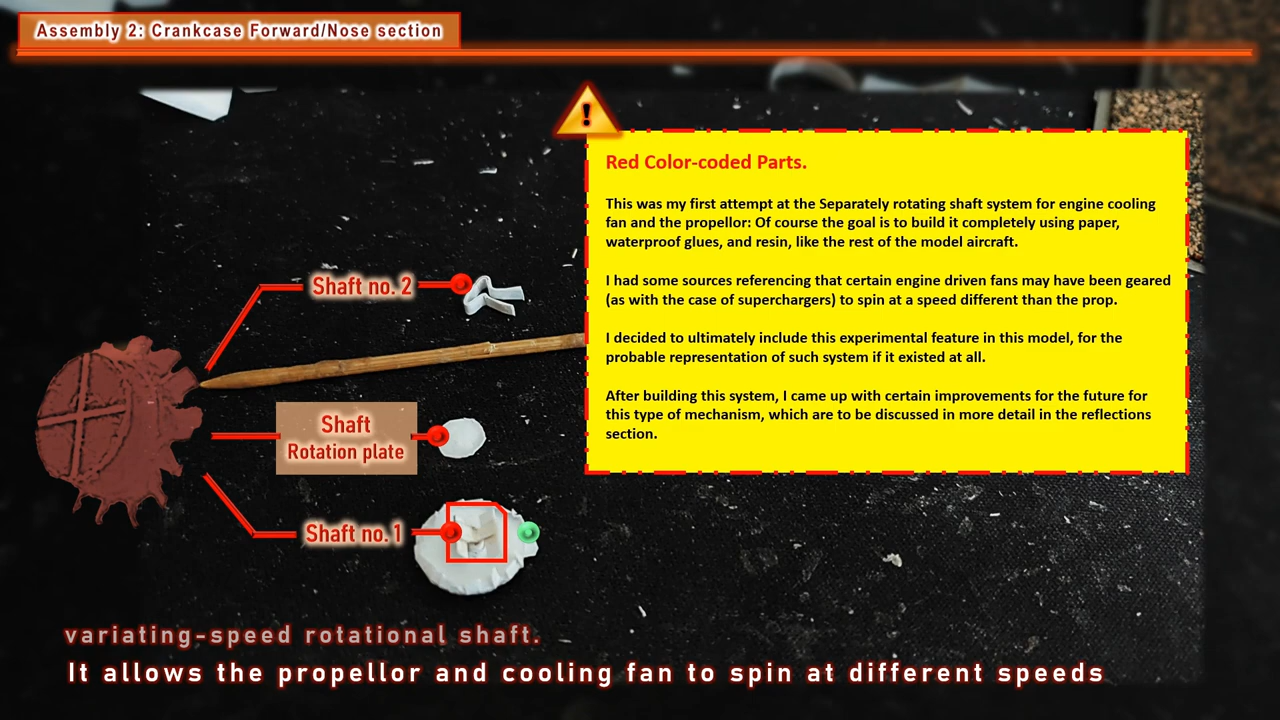 Assembly 2: Crankcase Forward/Nose section
!
Red Color-coded Parts.
This was my first attempt at the Separately rotating shaft system for engine cooling
fan and the propellor: Of course the goal is to build it completely using paper,
waterproof glues, and resin, like the rest of the model aircraft.
I had some sources referencing that certain engine driven fans may have been geared
(as with the case of superchargers) to spin at a speed different than the prop.
I decided to ultimately include this experimental feature in this model, for the
probable representation of such system if it existed at all.
After building this system, I came up with certain improvements for the future for
this type of mechanism, which are to be discussed in more detail in the reflections
section.
Shaft no. 2
Shaft
Rotation plate
Shaft no. 1
variating-speed rotational shaft.
It allows the propellor and cooling fan to spin at different speeds